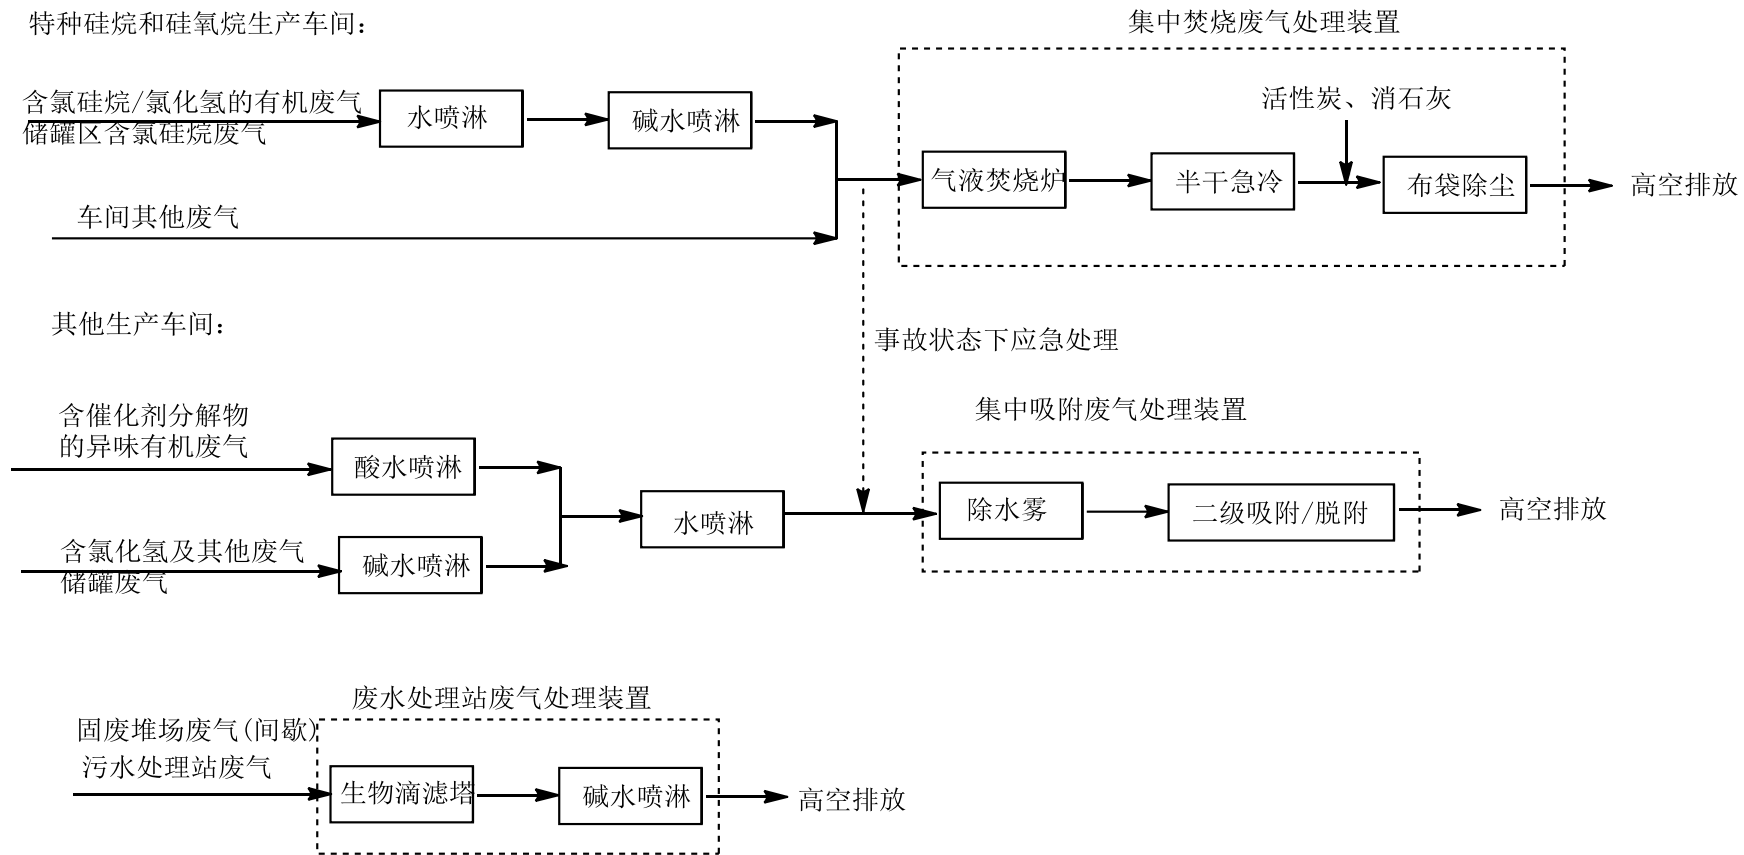 特种硅烷和硅氧烷生产车间：
集中焚烧废气处理装置
含氯硅烷/氯化氢的有机废气
储罐区含氯硅烷废气
水喷淋
碱水喷淋
活性炭、消石灰
气液焚烧炉
半干急冷
布袋除尘
高空排放
车间其他废气
其他生产车间：
事故状态下应急处理
集中吸附废气处理装置
含催化剂分解物
的异味有机废气
酸水喷淋
水喷淋
除水雾
二级吸附/脱附
高空排放
含氯化氢及其他废气
储罐废气
碱水喷淋
废水处理站废气处理装置
固废堆场废气(间歇)
污水处理站废气
生物滴滤塔
碱水喷淋
高空排放